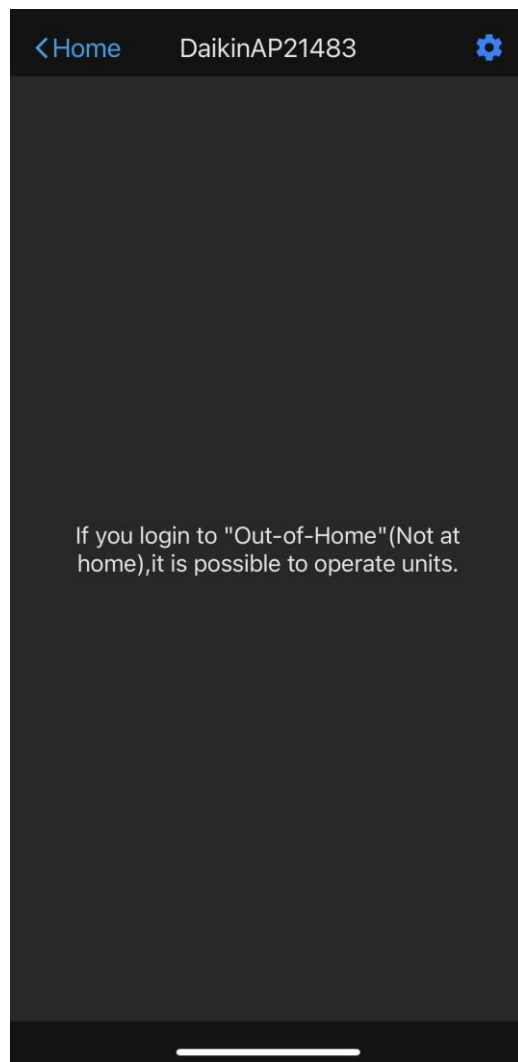 Home
DaikinAP21483
If you login to "Out-of-Home"(Not at
home),it is possible to operate units.